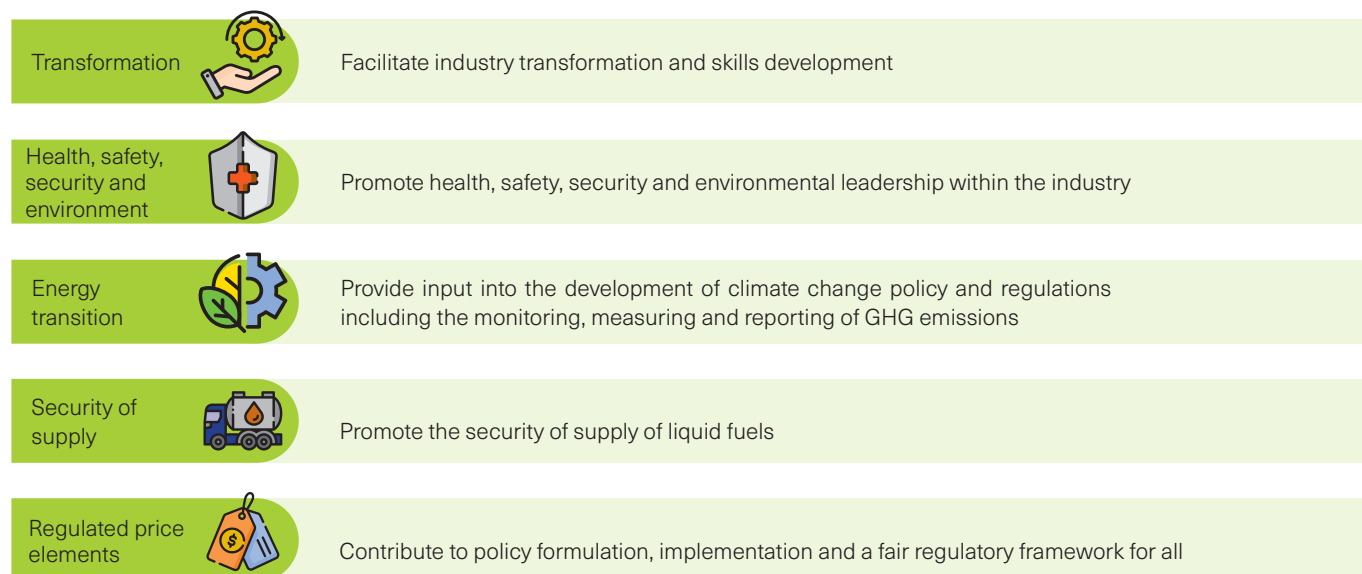 Transformation
Facilitate industry transformation and skills development
Health, safety,
security and
environment
Promote health, safety, security and environmental leadership within the industry
Energy
transition
Provide input into the development of climate change policy and regulations
including the monitoring, measuring and reporting of GHG emissions
Security of
supply
Promote the security of supply of liquid fuels
Regulated price
elements
$
Contribute to policy formulation, implementation and a fair regulatory framework for all